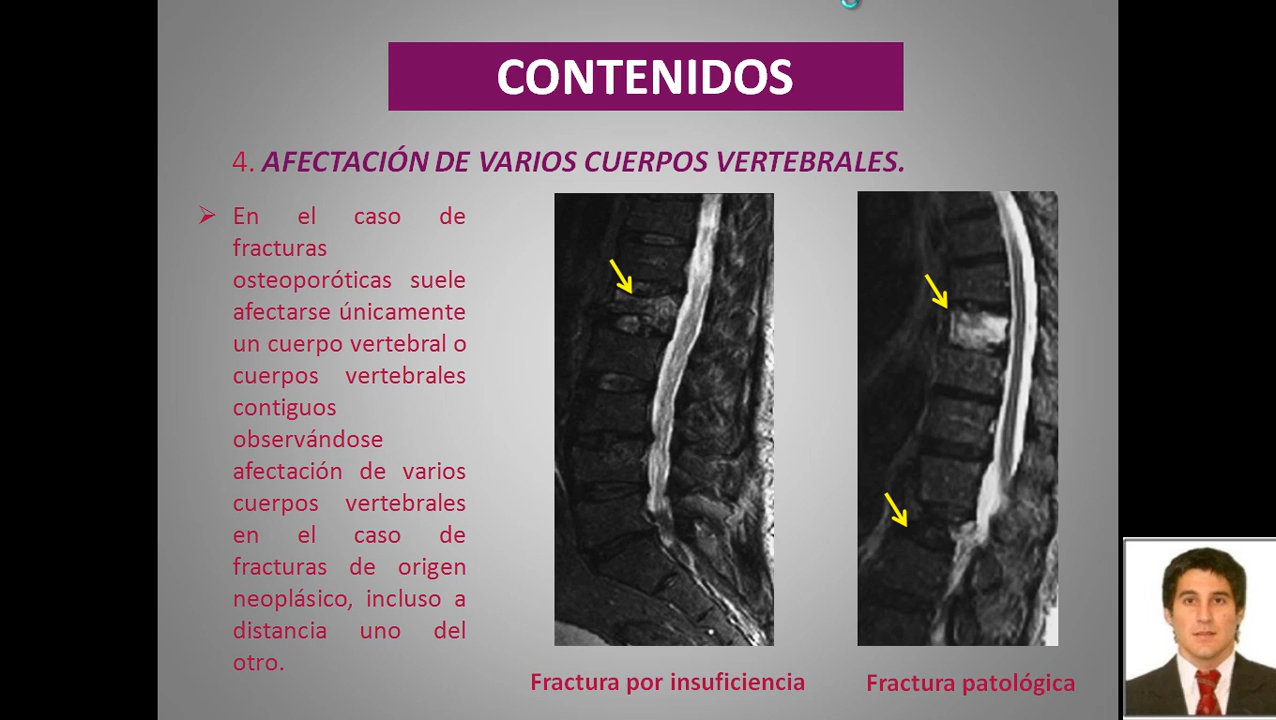 CONTENIDOS
4. AFECTACIÓN DE VARIOS CUERPOS VERTEBRALES.
En el caso de
fracturas
osteoporóticas suele
afectarse únicamente
un cuerpo vertebral o
cuerpos vertebrales
contiguos
observándose
afectación de varios
cuerpos vertebrales
en el caso de
fracturas de origen
neoplásico, incluso a
distancia uno del
otro.
Fractura por insuficiencia
Fractura patológica